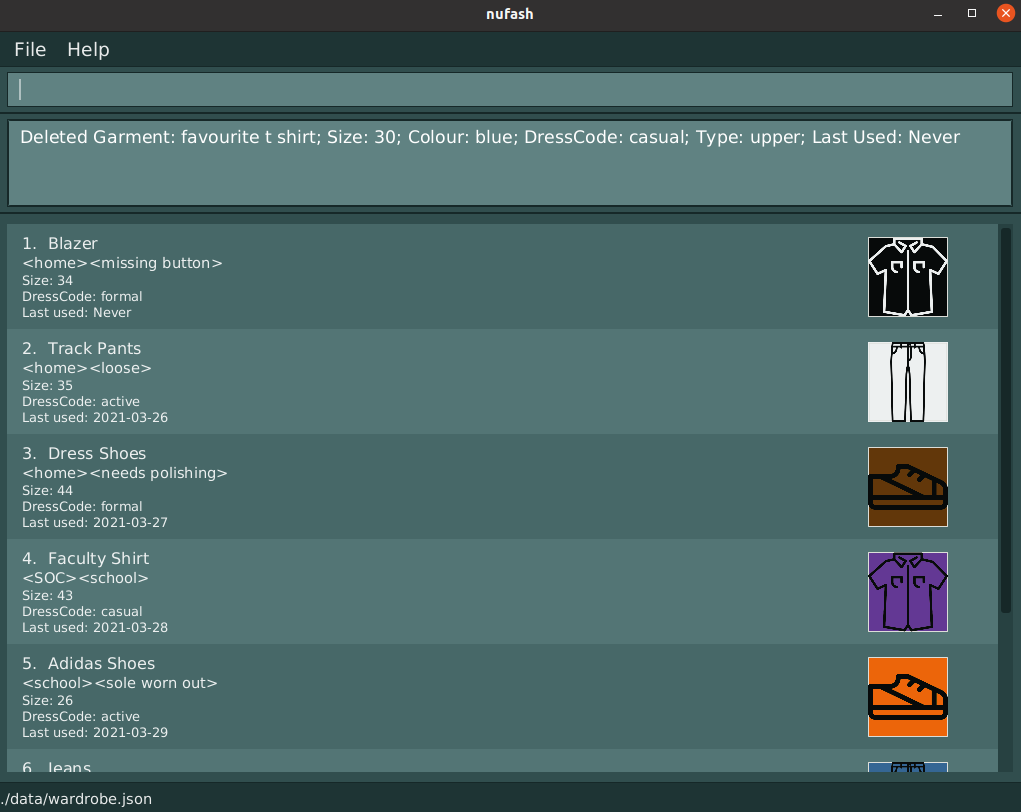 nufash
File Help
Deleted Garment: favourite t shirt; Size: 30; Colour: blue; DressCode: casual; Type: upper; Last Used: Never
1. Blazer
<home><missing button>
Size: 34
DressCode: formal
Last used: Never
2. Track Pants
<home><loose>
Size: 35
DressCode: active
Last used: 2021-03-26
3. Dress Shoes
<home><needs polishing>
Size: 44
DressCode: formal
Last used: 2021-03-27
4. Faculty Shirt
<SOC><school>
Size: 43
DressCode: casual
Last used: 2021-03-28
5. Adidas Shoes
<school><sole worn out>
Size: 26
DressCode: active
Last used: 2021-03-29
6. Jeans
./data/wardrobe.json